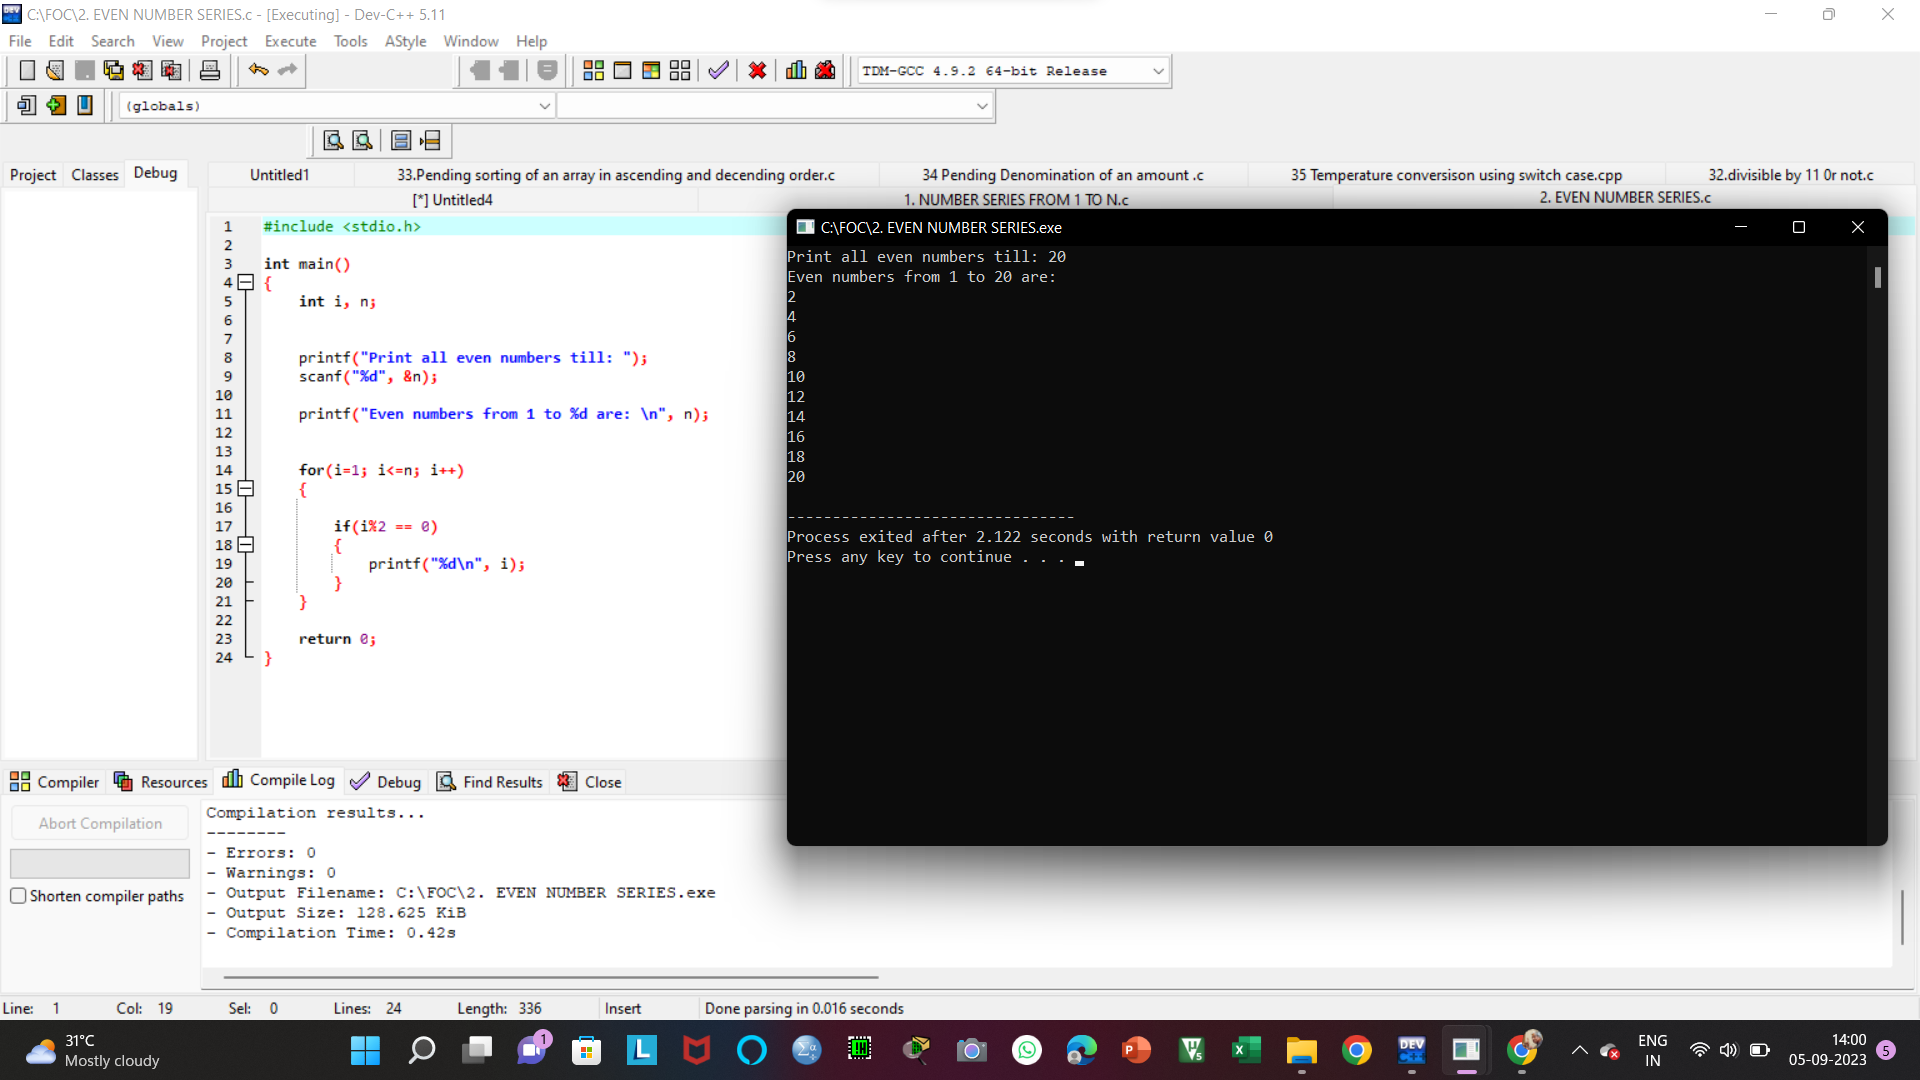 C:\FOC\2. EVEN NUMBER SERIES.c - [Executing] - Dev-C++ 5.11
File Edit Search View Project Execute Tools AStyle Window Help
TDM-GCC 4.9.2 64-bit Release
(globals)
Project Classes Debug
Untitled1 33.Pending sorting of an array in ascending and decending order.c 34 Pending Denomination of an amount .c 35 Temperature conversison using switch case.cpp 32.divisible by 11 0r not.c
[*] Untitled4 1. NUMBER SERIES FROM 1 TO N.c 2. EVEN NUMBER SERIES.c
1 #include <stdio.h>
2
3 int main()
4 {
5 int i, n;
6
7
8 printf("Print all even numbers till: ");
9 scanf("%d", &n);
10
11 printf("Even numbers from 1 to %d are: \n", n);
12
13
14 for(i=1; i<=n; i++)
15 {
16
17 if(i%2 == 0)
18 {
19 printf("%d\n", i);
20 }
21 }
22
23 return 0;
24 }
C:\FOC\2. EVEN NUMBER SERIES.exe
Print all even numbers till: 20
Even numbers from 1 to 20 are:
2
4
6
8
10
12
14
16
18
20
--------------------------------
Process exited after 2.122 seconds with return value 0
Press any key to continue . . .
Compiler Resources Compile Log Debug Find Results Close
Abort Compilation
Shorten compiler paths
Compilation results...
--------
- Errors: 0
- Warnings: 0
- Output Filename: C:\FOC\2. EVEN NUMBER SERIES.exe
- Output Size: 128.625 KiB
- Compilation Time: 0.42s
Line: 1 Col: 19 Sel: 0 Lines: 24 Length: 336 Insert Done parsing in 0.016 seconds
31°C
Mostly cloudy
1
L
DEV
ENG
IN
14:00
05-09-2023
5